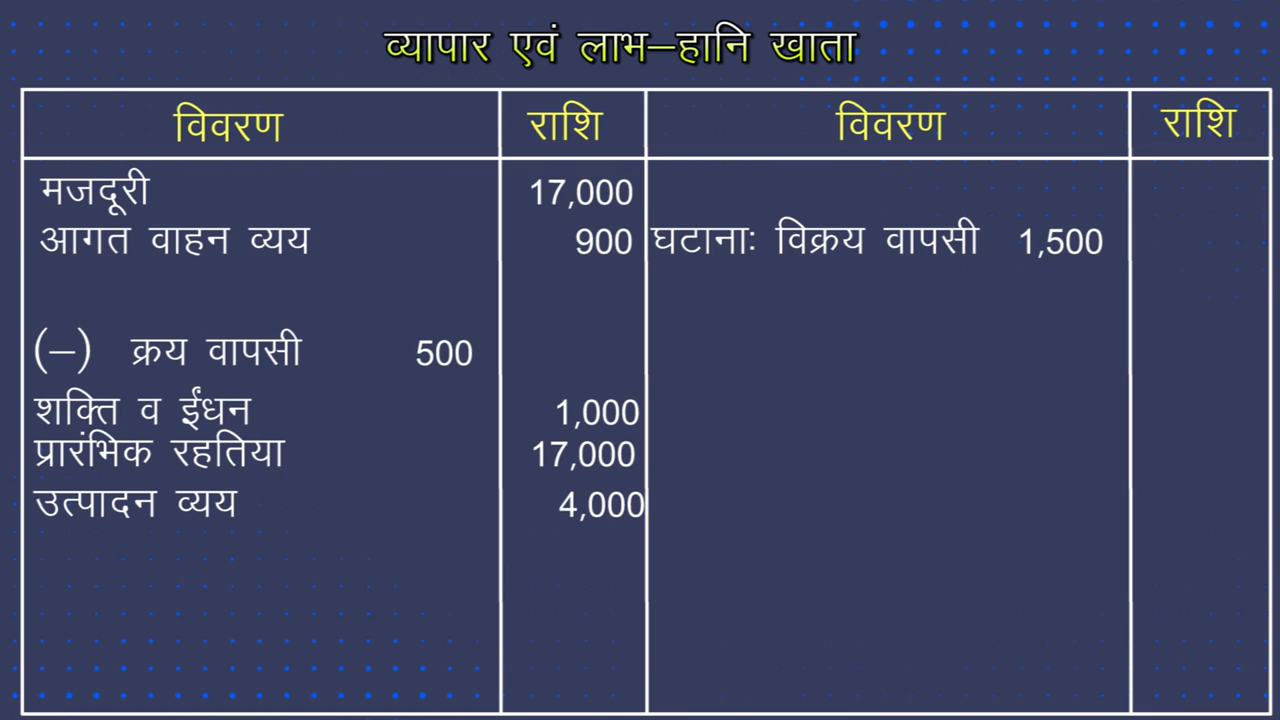 व्यापार एवं लाभ–हानि खाता
विवरण राशि विवरण राशि
मजदूरी 17,000
आगत वाहन व्यय 900 घटानाः विक्रय वापसी 1,500
(–) क्रय वापसी 500
शक्ति व ईंधन 1,000
प्रारंभिक रहतिया 17,000
उत्पादन व्यय 4,000